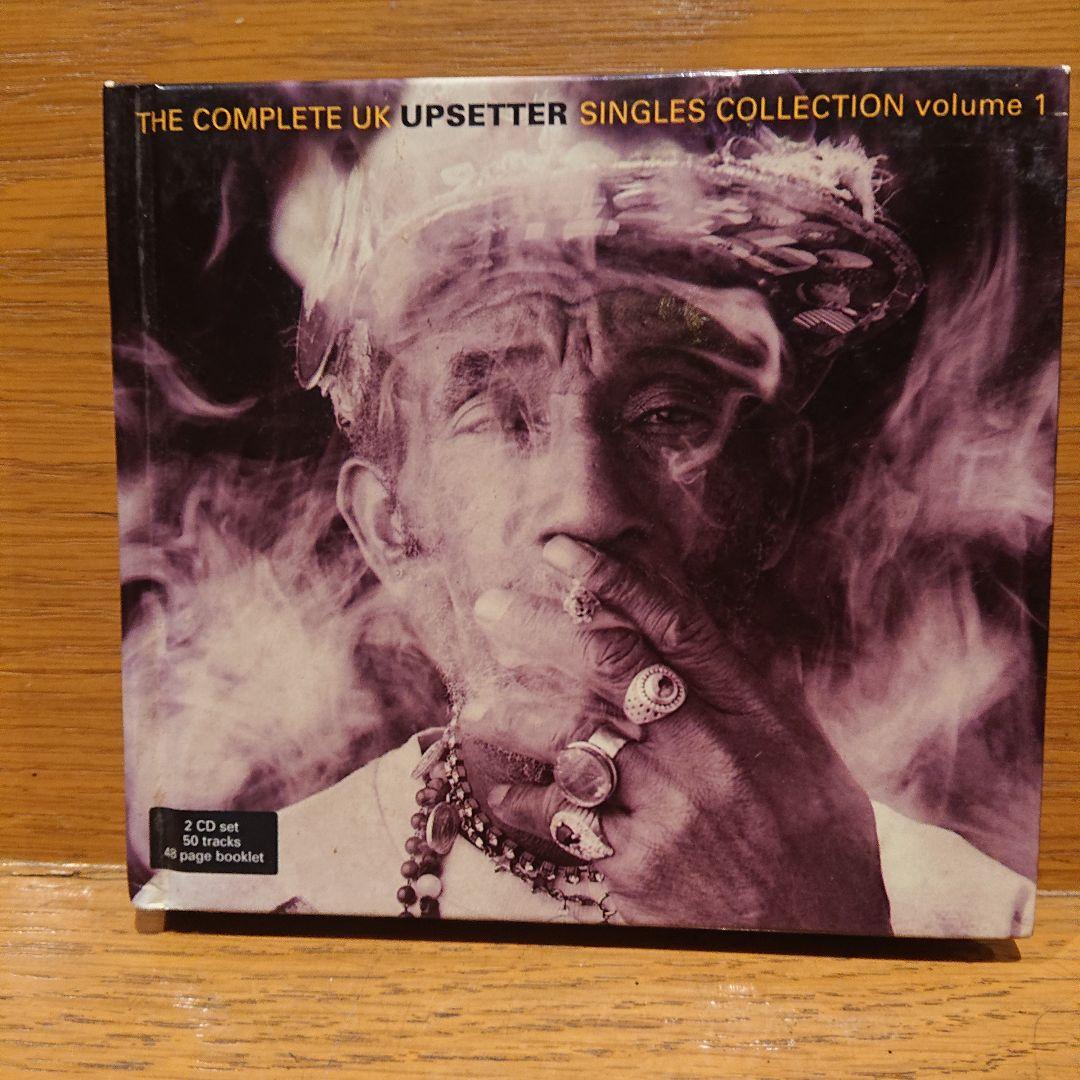 THE COMPLETE UK UPSETTER SINGLES COLLECTION volume 1
2 CD set
50 tracks
48 page booklet